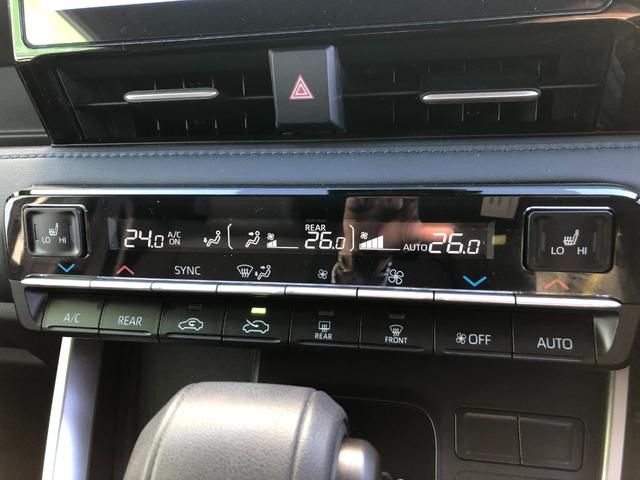 REAR
24.0 A/C ON 26.0 AUTO 26.0
LO HI
LO HI
SYNC
A/C REAR REAR FRONT OFF AUTO